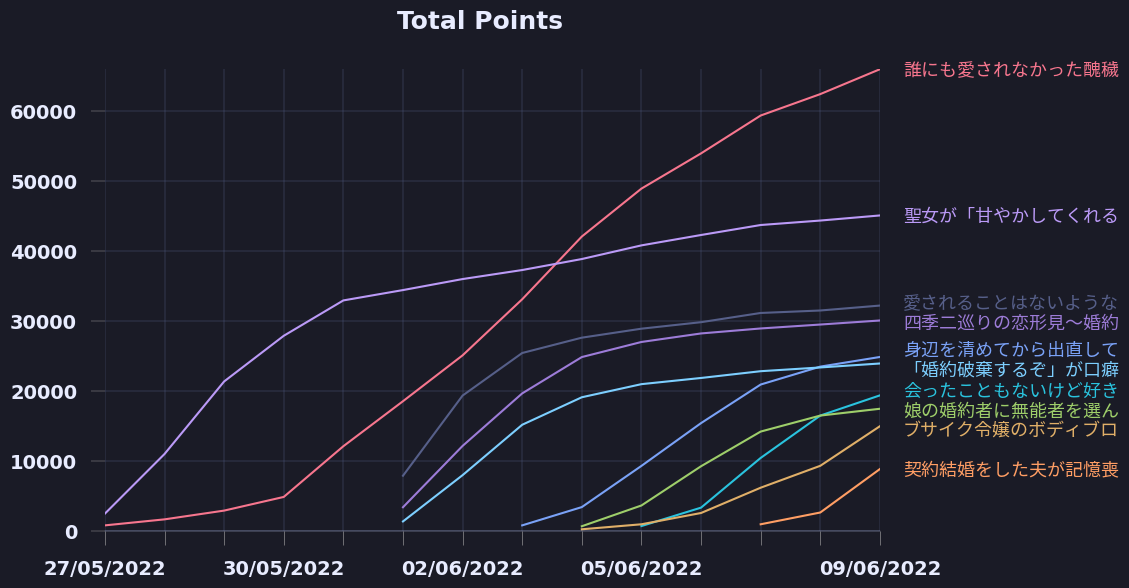 Total Points
60000
50000
40000
30000
20000
10000
0
27/05/2022
30/05/2022
02/06/2022
05/06/2022
09/06/2022
誰にも愛されなかった醜穢
聖女が「甘やかしてくれる
愛されることはないような
四季二巡りの恋形見～婚約
身辺を清めてから出直して
「婚約破棄するぞ」が口癖
会ったこともないけど好き
娘の婚約者に無能者を選ん
ブサイク令嬢のボディブロ
契約結婚をした夫が記憶喪